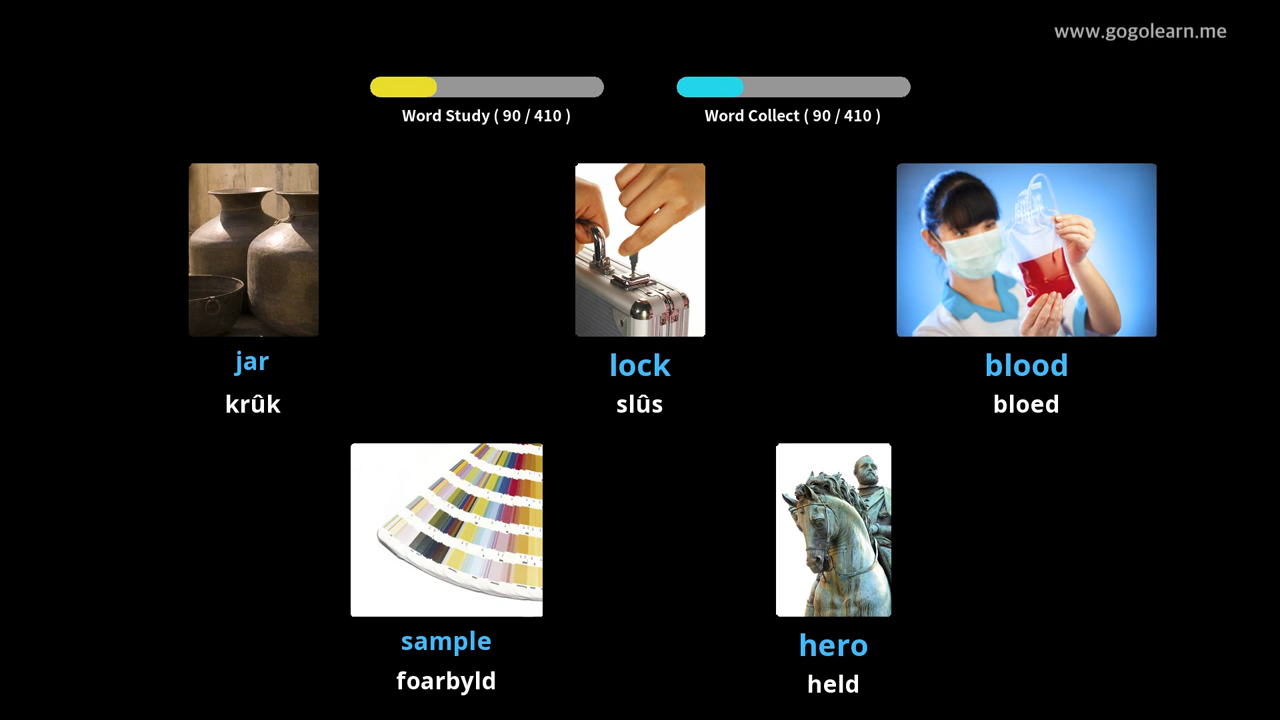 www.gogolearn.me
Word Study ( 90 / 410 )
Word Collect ( 90 / 410 )
jar
krûk
lock
slûs
blood
bloed
sample
foarbyld
hero
held